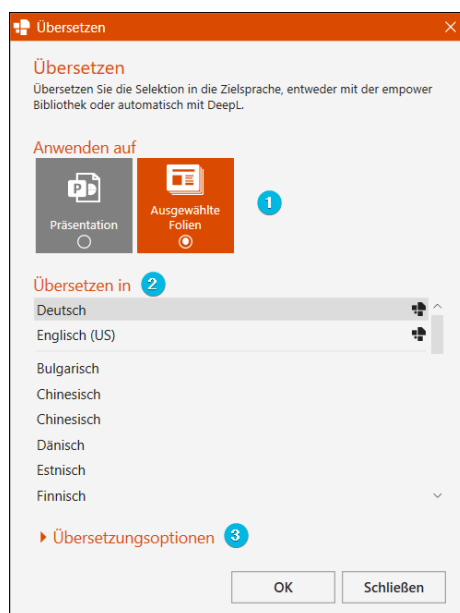 Übersetzen
Übersetzen
Übersetzen Sie die Selektion in die Zielsprache, entweder mit der empower
Bibliothek oder automatisch mit DeepL.
Anwenden auf
P
Präsentation
Ausgewählte
Folien
1
Übersetzen in 2
Deutsch
Englisch (US)
Bulgarisch
Chinesisch
Chinesisch
Dänisch
Estnisch
Finnisch
Übersetzungsoptionen 3
OK Schließen